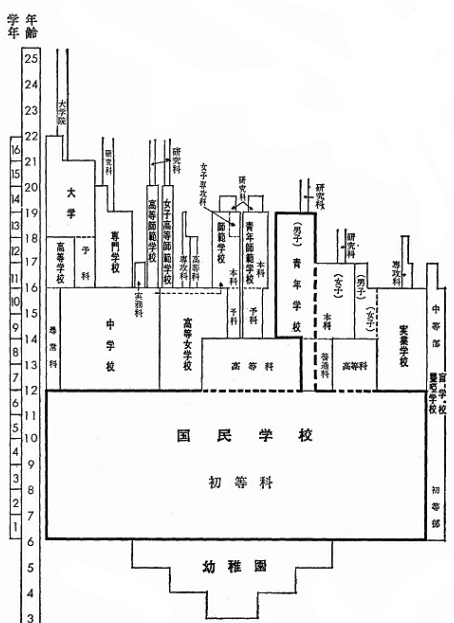 学年
年齢
25
24
23
22
21
20
19
18
17
16
15
14
13
12
11
10
9
8
7
6
5
4
3
16
15
14
13
12
11
10
9
8
7
6
5
4
3
2
1
大学院
大学
高等学校
予科
尋常科
研究科
専門学校
実務科
中学校
研究科
高等師範学校
女子高等師範学校
専攻科
高等科
高等女学校
女子専攻科
研究科
師範学校
本科
予科
青年師範学校
本科
予科
高等科
研究科
(男子)
青年学校
研究科
(女子)
本科
(男子)
(女子)
普通科
高等科
専攻科
実業学校
中等部
盲学校
聾唖学校
初等部
国民学校
初等科
幼稚園